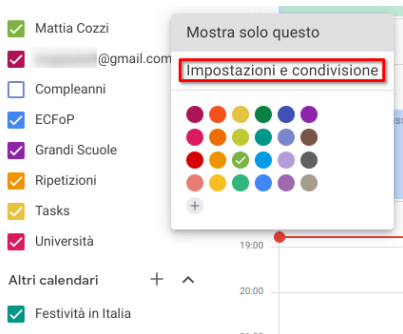 Mattia Cozzi
@gmail.com
Compleanni
ECFoP
Grandi Scuole
Ripetizioni
Tasks
Università
Altri calendari
Festività in Italia
Mostra solo questo
Impostazioni e condivisione
19:00
20:00